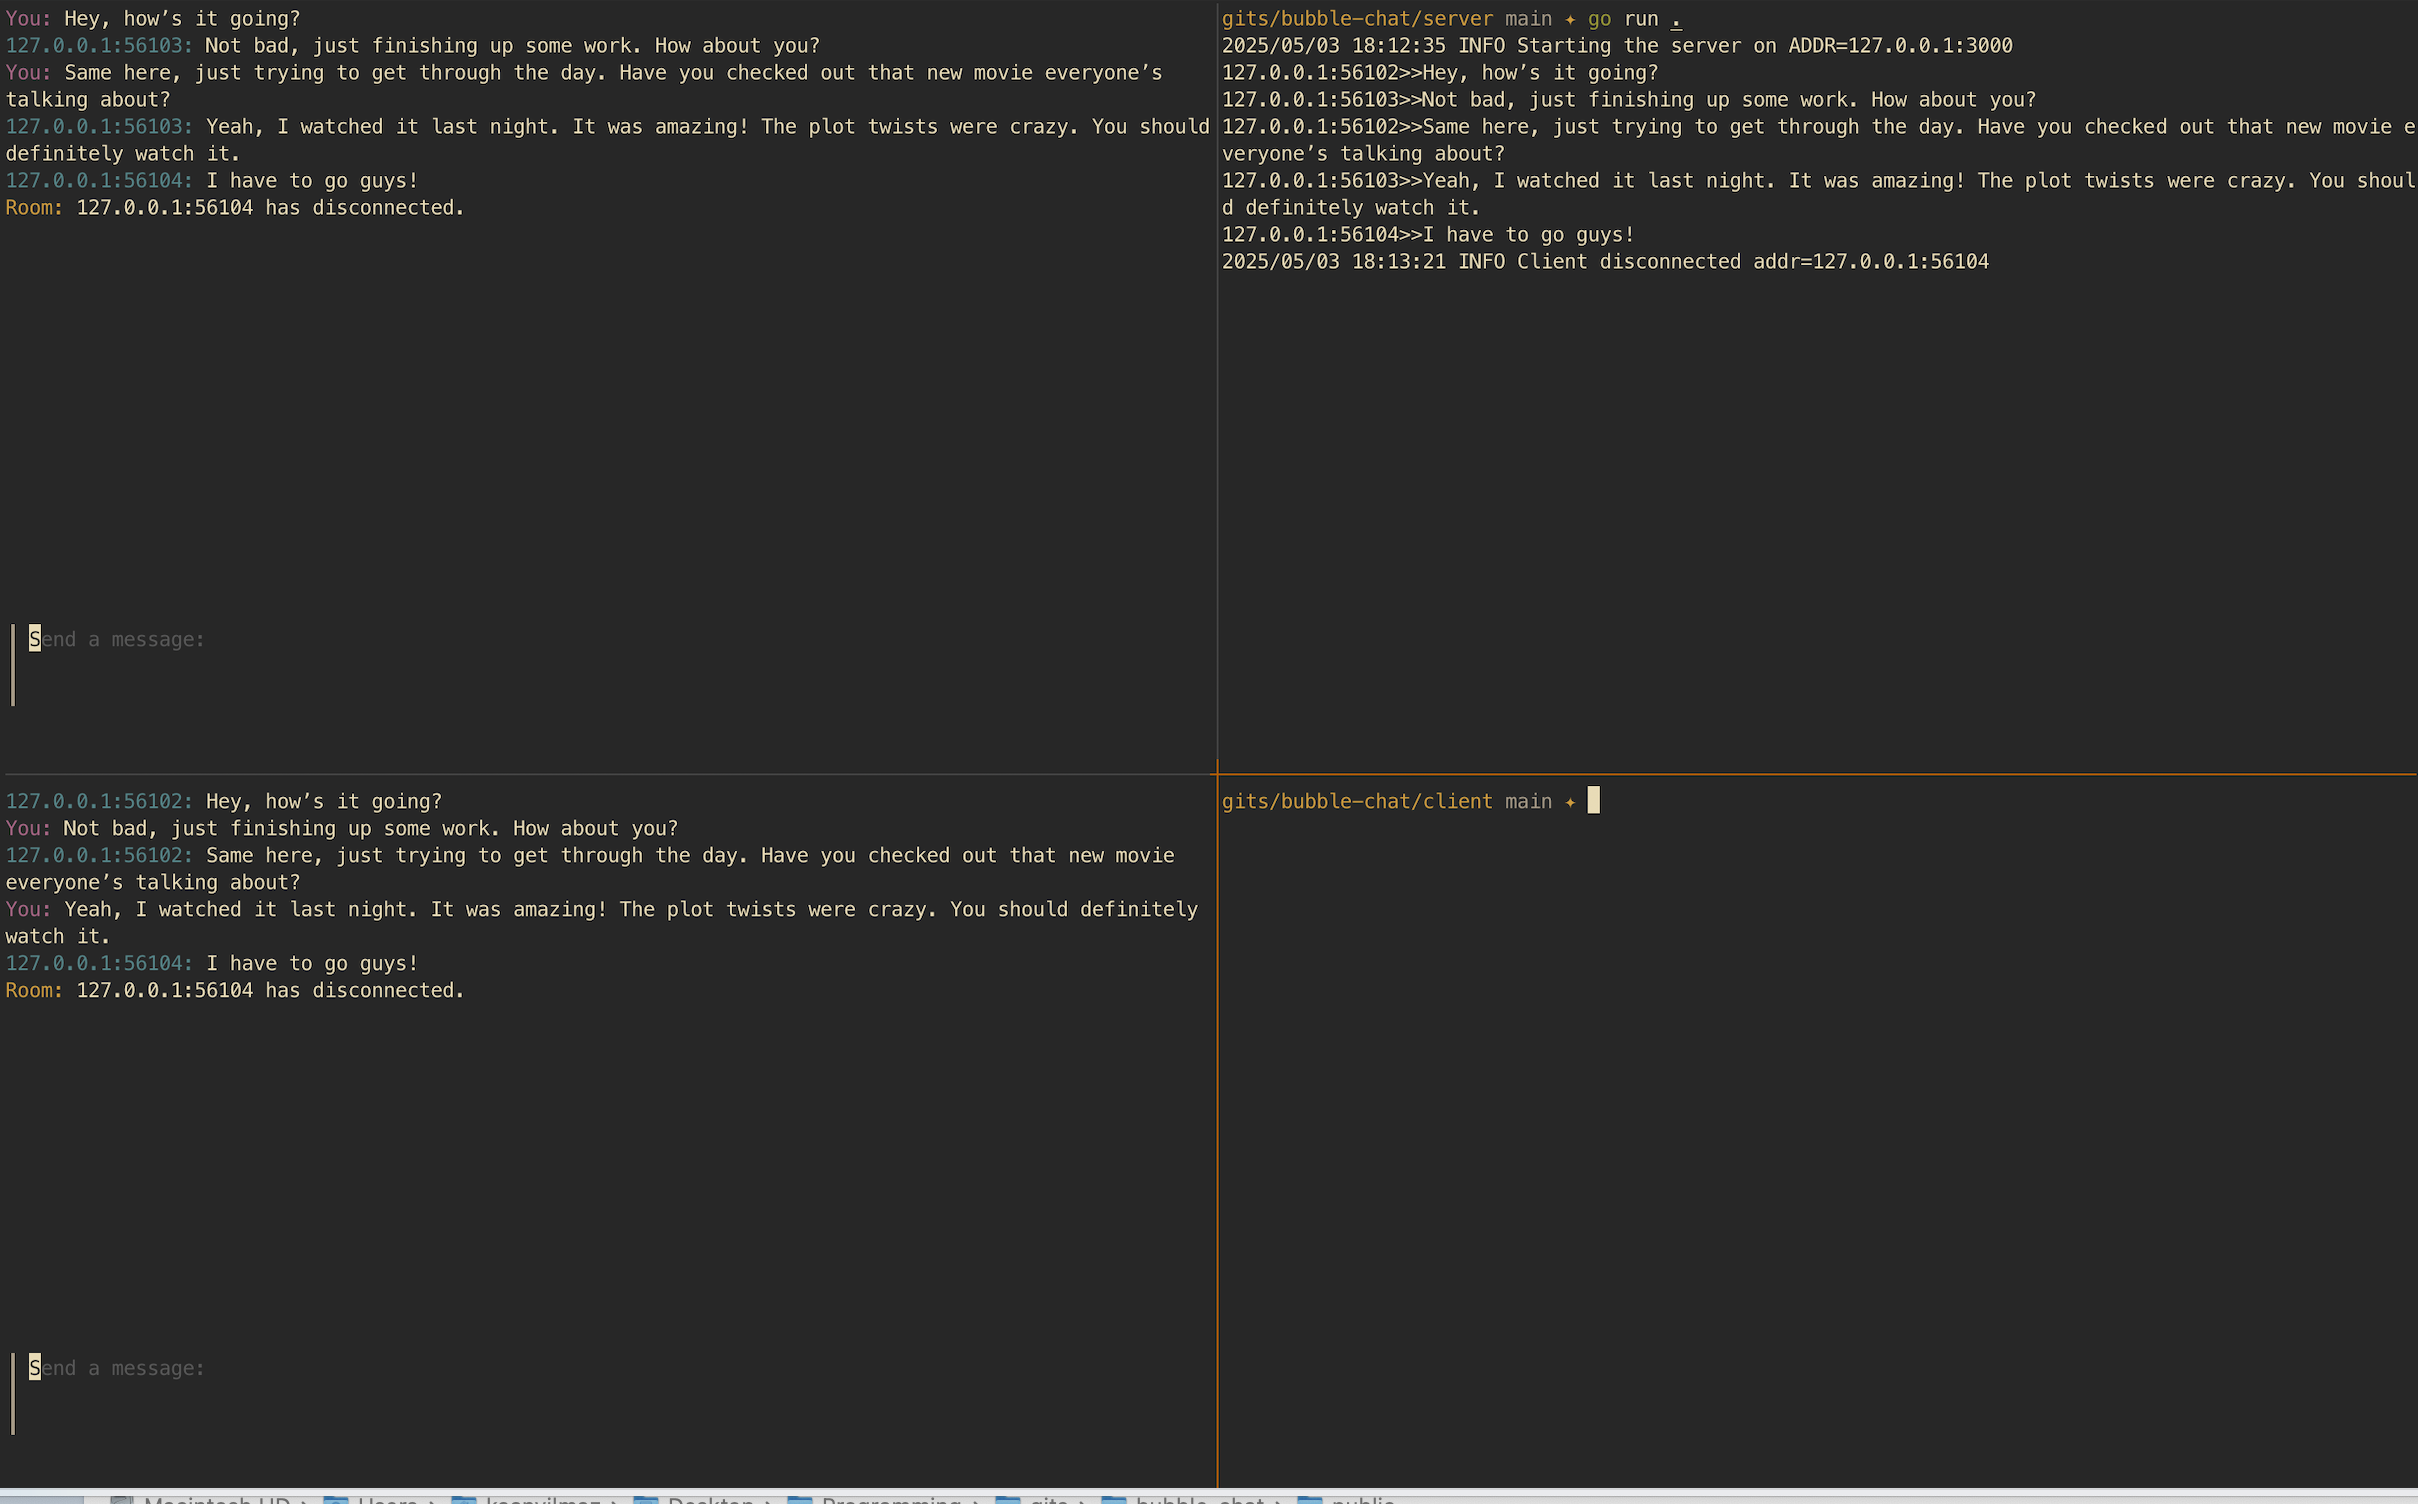 You: Hey, how’s it going?
127.0.0.1:56103: Not bad, just finishing up some work. How about you?
You: Same here, just trying to get through the day. Have you checked out that new movie everyone’s
talking about?
127.0.0.1:56103: Yeah, I watched it last night. It was amazing! The plot twists were crazy. You should
definitely watch it.
127.0.0.1:56104: I have to go guys!
Room: 127.0.0.1:56104 has disconnected.
Send a message:
gits/bubble-chat/server main ✦ go run .
2025/05/03 18:12:35 INFO Starting the server on ADDR=127.0.0.1:3000
127.0.0.1:56102>>Hey, how’s it going?
127.0.0.1:56103>>Not bad, just finishing up some work. How about you?
127.0.0.1:56102>>Same here, just trying to get through the day. Have you checked out that new movie e
veryone’s talking about?
127.0.0.1:56103>>Yeah, I watched it last night. It was amazing! The plot twists were crazy. You shoul
d definitely watch it.
127.0.0.1:56104>>I have to go guys!
2025/05/03 18:13:21 INFO Client disconnected addr=127.0.0.1:56104
127.0.0.1:56102: Hey, how’s it going?
You: Not bad, just finishing up some work. How about you?
127.0.0.1:56102: Same here, just trying to get through the day. Have you checked out that new movie
everyone’s talking about?
You: Yeah, I watched it last night. It was amazing! The plot twists were crazy. You should definitely
watch it.
127.0.0.1:56104: I have to go guys!
Room: 127.0.0.1:56104 has disconnected.
Send a message:
gits/bubble-chat/client main ✦
Macintosh HD › Users › › Desktop › Programming › gits › bubble-chat › public